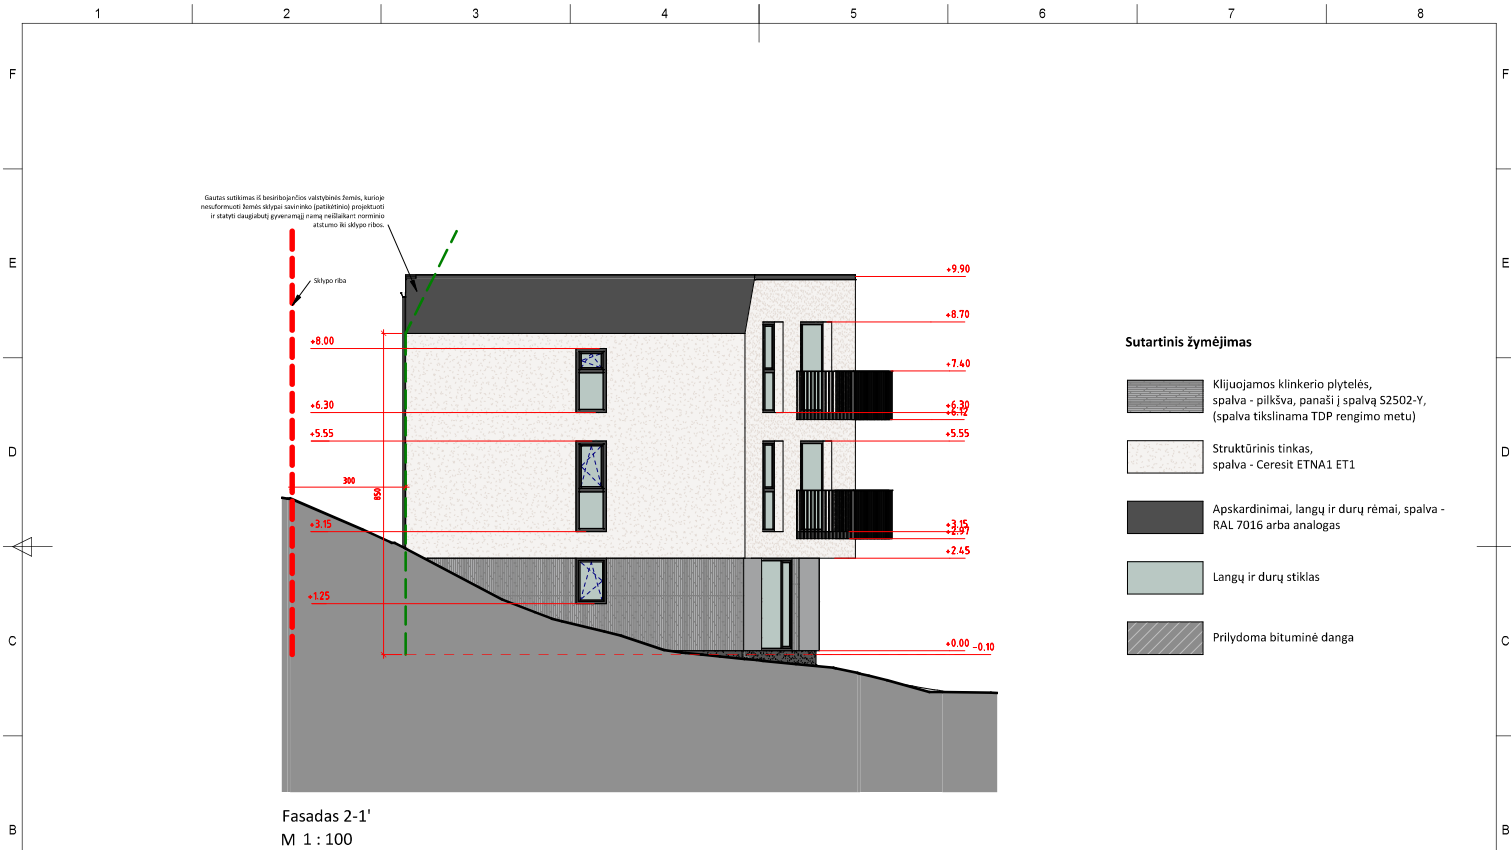 1 2 3 4 5 6 7 8
F F
Gautas sutikimas iš besiribojančios valstybinės žemės, kurioje
nesuformuoti žemės sklypai savininko (patikėtinio) projektuoti
ir statyti daugiabutį gyvenamąjį namą neišlaikant norminio
atstumo iki sklypo ribos.
E E
Sklypo riba
+9.90
+8.70
+8.00
+7.40
+6.30
+6.30
+6.12
D D
+5.55
+5.55
300
850
+3.15
+3.15
+2.97
+2.45
+1.25
C C
+0.00
-0.10
Sutartinis žymėjimas
Klijuojamos klinkerio plytelės,
spalva - pilkšva, panaši į spalvą S2502-Y,
(spalva tikslinama TDP rengimo metu)
Struktūrinis tinkas,
spalva - Ceresit ETNA1 ET1
Apskardinimai, langų ir durų rėmai, spalva -
RAL 7016 arba analogas
Langų ir durų stiklas
Prilydoma bituminė danga
Fasadas 2-1'
M 1 : 100
B B